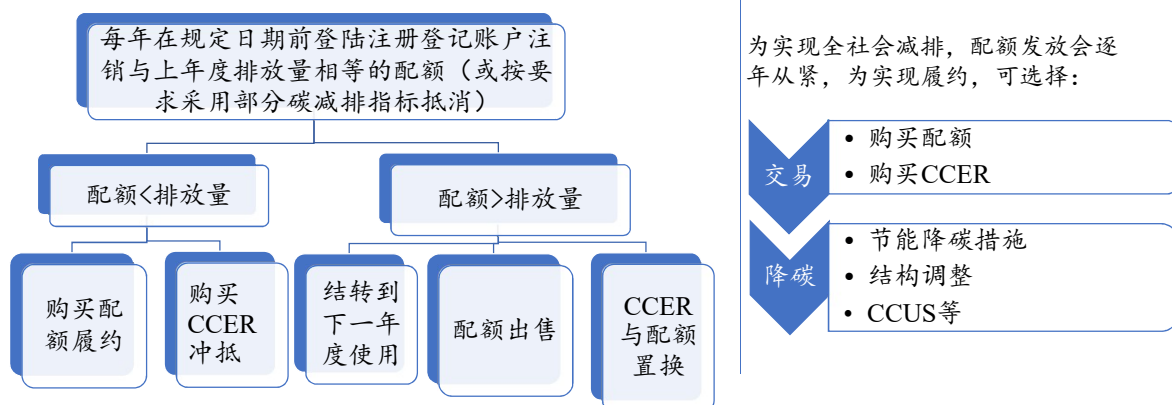 每年在规定日期前登陆注册登记账户注
销与上年度排放量相等的配额（或按要
求采用部分碳减排指标抵消）
配额<排放量
配额>排放量
购买配
额履约
购买
CCER
冲抵
结转到
下一年
度使用
配额出售
CCER
与配额
置换
为实现全社会减排，配额发放会逐
年从紧，为实现履约，可选择：
交易
• 购买配额
• 购买CCER
降碳
• 节能降碳措施
• 结构调整
• CCUS等